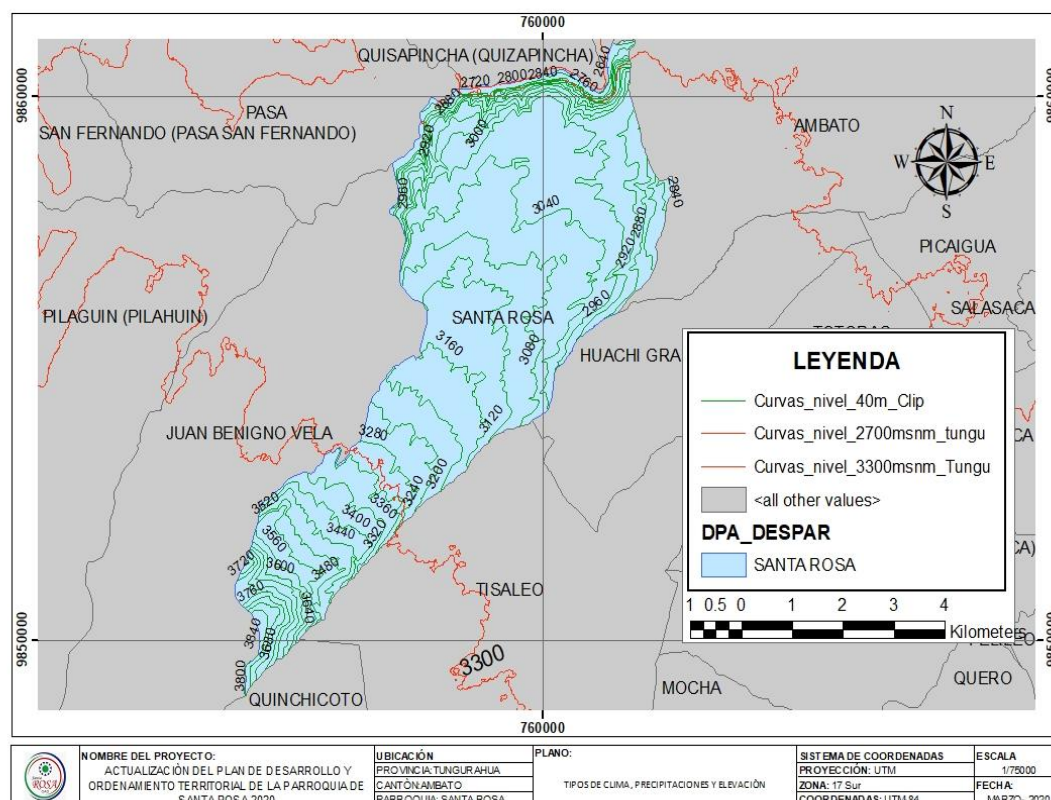 760000
QUISAPINCHA (QUIZAPINCHA)
2640
2720 2800 2840 2760
9860000
2880
PASA
SAN FERNANDO (PASA SAN FERNANDO)
3000
2920
AMBATO
N
W E
S
2960
3040
2840
2880
2920
PICAIGUA
2960
SALASACA
PILAGUIN (PILAHUIN)
SANTA ROSA
3160
3080
HUACHI GRA
3120
JUAN BENIGNO VELA
3280
3200
3240
3520
3360
3400
3440
3320
3560
3720
3600
3480
3760
3640
TISALEO
3840
3680
3300
3800
QUINCHICOTO
MOCHA
QUERO
9850000
LEYENDA
Curvas_nivel_40m_Clip
Curvas_nivel_2700msnm_tungu
Curvas_nivel_3300msnm_Tungu
<all other values>
DPA_DESPAR
SANTA ROSA
1 0.5 0 1 2 3 4
Kilometers
760000
ROSA
NOMBRE DEL PROYECTO:
ACTUALIZACIÓN DEL PLAN DE DESARROLLO Y
ORDENAMIENTO TERRITORIAL DE LA PARROQUIA DE
SANTA ROSA 2020
UBICACIÓN
PROVINCIA:TUNGURAHUA
CANTÓN:AMBATO
PARROQUIA: SANTA ROSA
PLANO:
TIPOS DE CLIMA, PRECIPITACIONES Y ELEVACIÓN
SISTEMA DE COORDENADAS
PROYECCIÓN: UTM
ZONA: 17 Sur
COORDENADAS: UTM 84
ESCALA
1/75000
FECHA:
MARZO- 2020